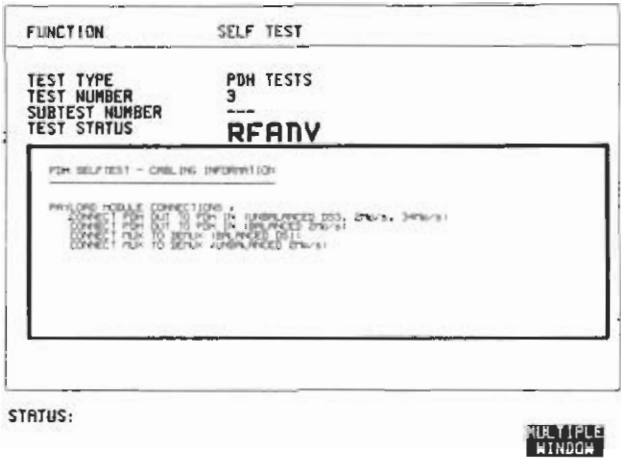 FUNCTION SELF TEST
TEST TYPE PDH TESTS
TEST NUMBER 3
SUBTEST NUMBER ---
TEST STATUS READY
PDH SELFTEST - CABLING INFORMATION
PAYLOAD MODULE CONNECTIONS :
CONNECT PDH OUT TO PDH IN (UNBALANCED DS3, 2Mb/s, 34Mb/s)
CONNECT PDH OUT TO PDH IN (BALANCED 2Mb/s)
CONNECT MUX TO DEMUX (BALANCED DS1)
CONNECT MUX TO DEMUX (UNBALANCED 2Mb/s)
STATUS:
MULTIPLE
WINDOW